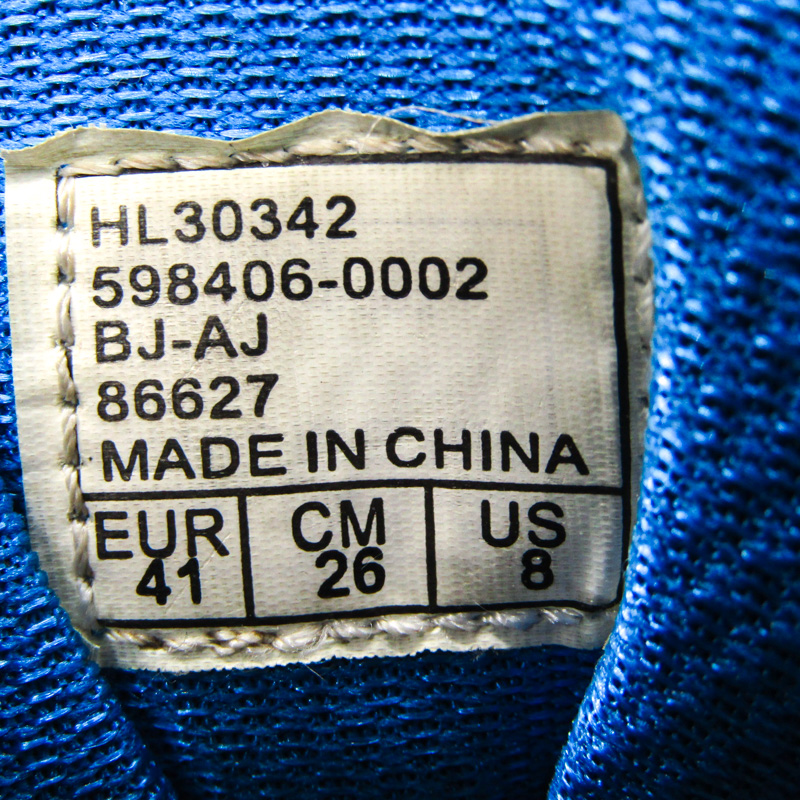 HL30342
598406-0002
BJ-AJ
86627
MADE IN CHINA
EUR CM US
41 26 8